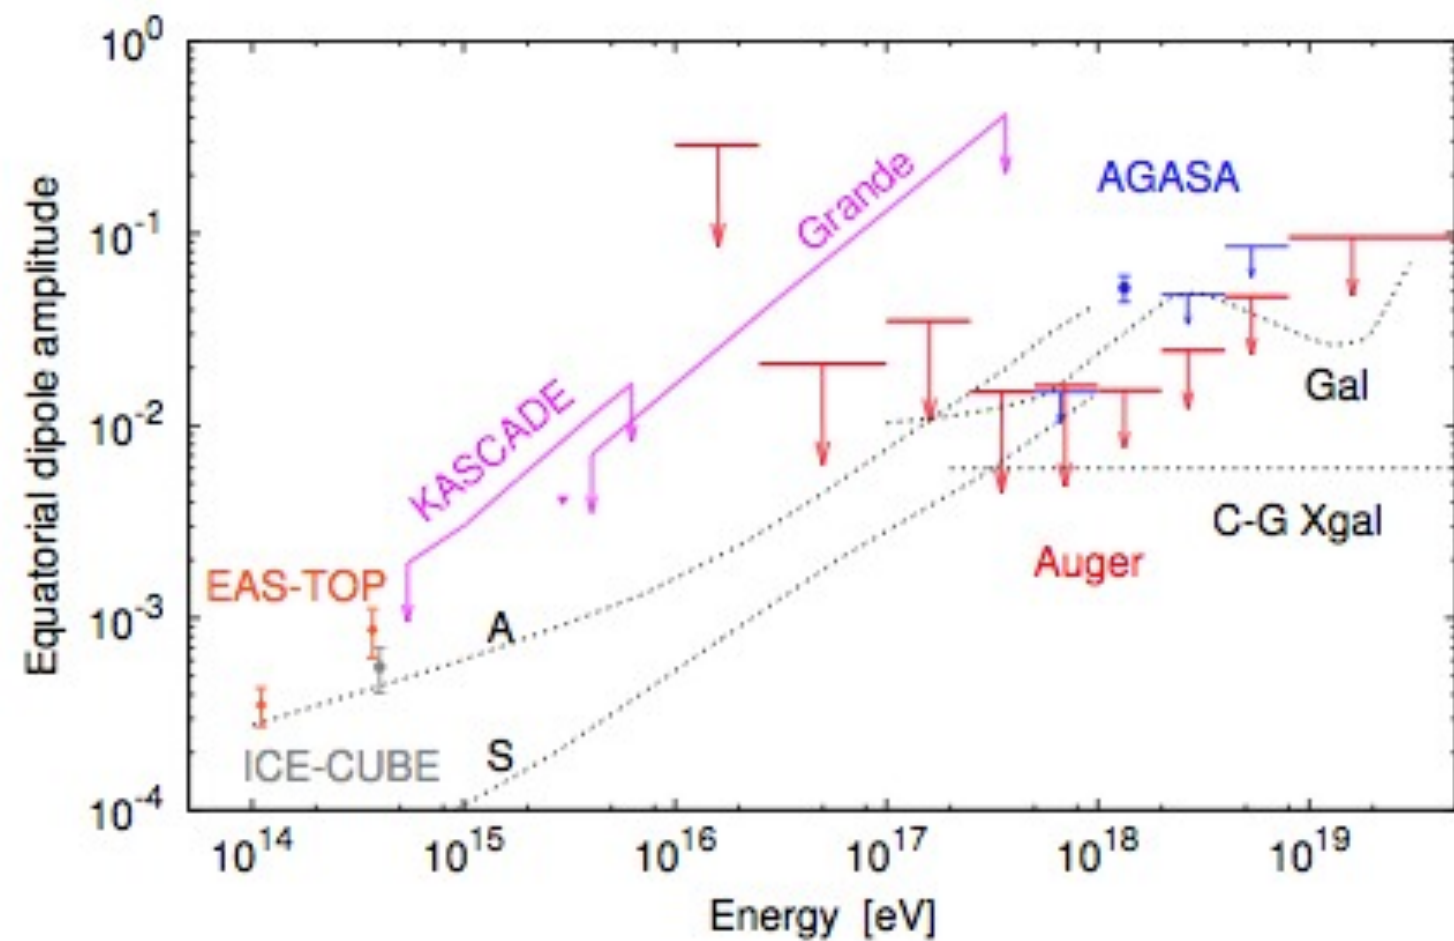 10^0
10^-1
10^-2
10^-3
10^-4
Equatorial dipole amplitude
KASCADE
Grande
AGASA
Gal
C-G Xgal
Auger
EAS-TOP
A
ICE-CUBE
S
10^14 10^15 10^16 10^17 10^18 10^19
Energy [eV]